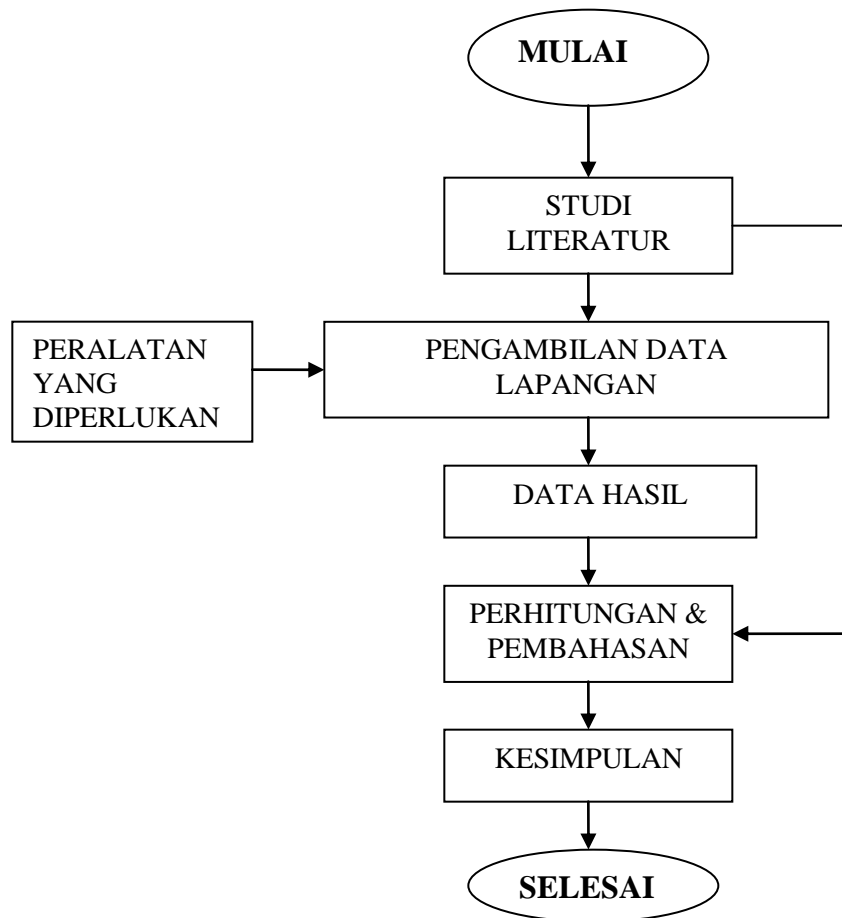 MULAI
STUDI
LITERATUR
PERALATAN
YANG
DIPERLUKAN
PENGAMBILAN DATA
LAPANGAN
DATA HASIL
PERHITUNGAN &
PEMBAHASAN
KESIMPULAN
SELESAI